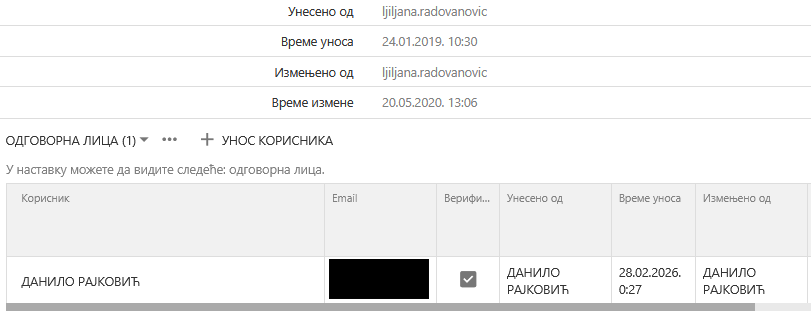 Унесено од ljiljana.radovanovic
Време уноса 24.01.2019. 10:30
Измењено од ljiljana.radovanovic
Време измене 20.05.2020. 13:06
ОДГОВОРНА ЛИЦА (1) ••• + УНОС КОРИСНИКА
У наставку можете да видите следеће: одговорна лица.
Корисник Email Верифи... Унесено од Време уноса Измењено од
ДАНИЛО РАЈКОВИЋ ДАНИЛО РАЈКОВИЋ 28.02.2026. 0:27 ДАНИЛО РАЈКОВИЋ